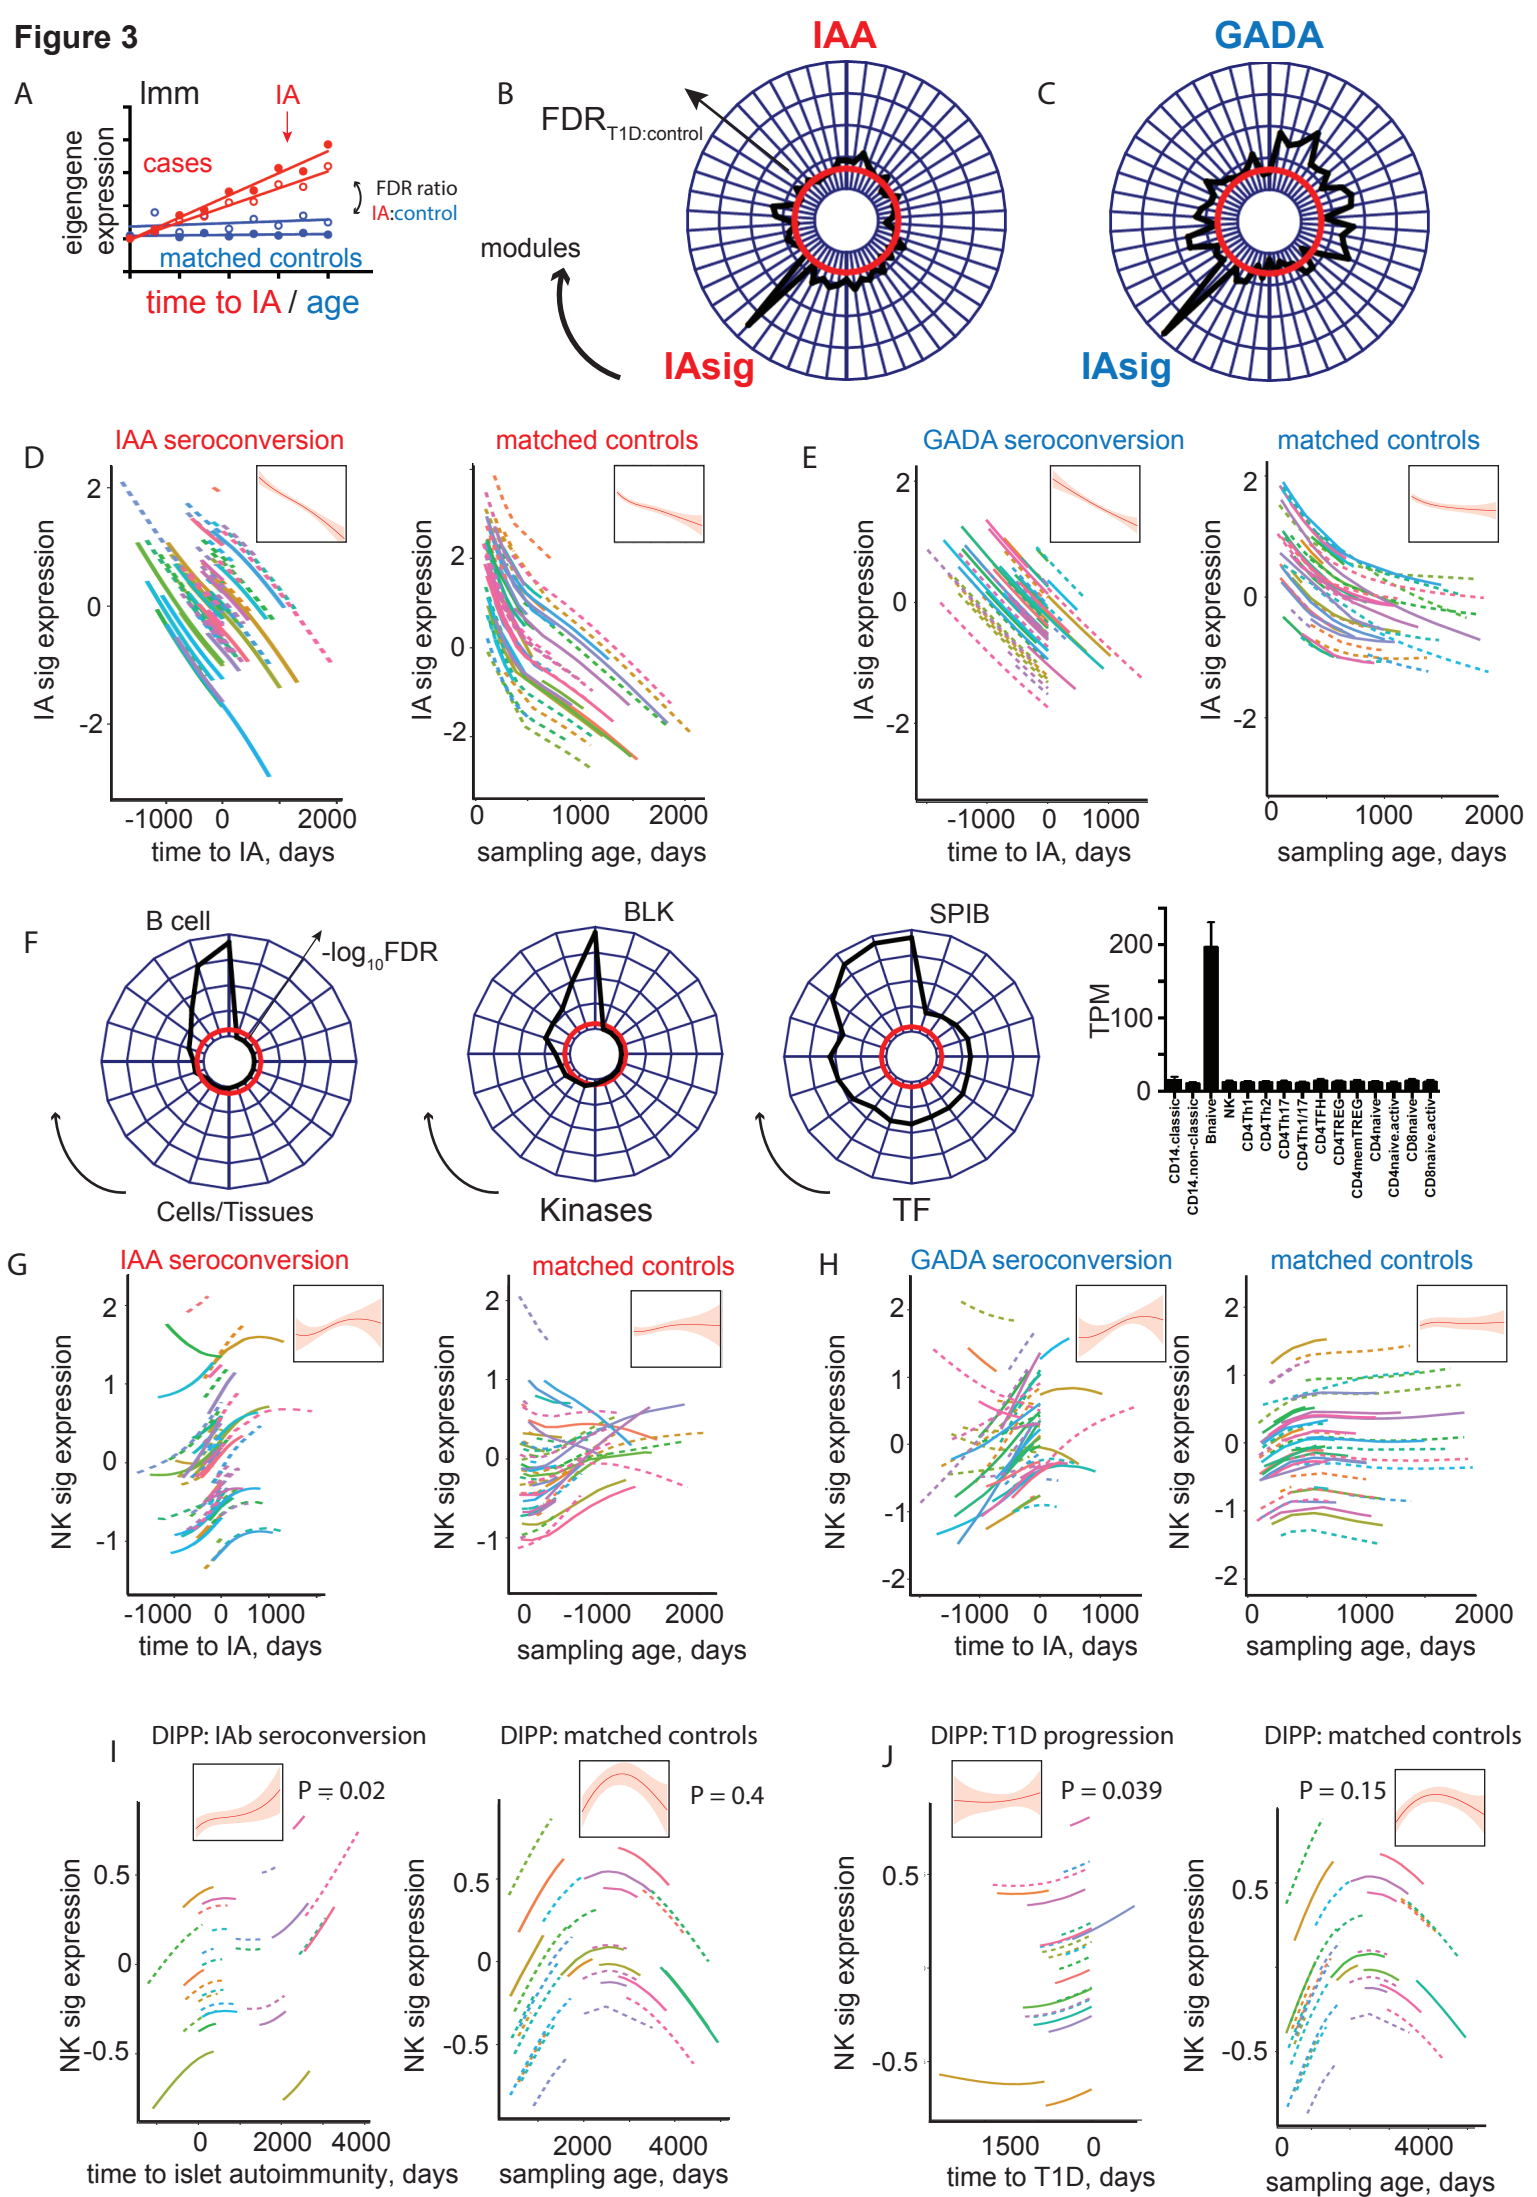 Figure 3
A
lmm
IA
eigengene
expression
cases
FDR ratio
IA:control
matched controls
time to IA / age
B
IAA
FDR T1D:control
modules
IAsig
C
GADA
IAsig
D
IAA seroconversion
IA sig expression
2
0
-2
-1000 0 2000
time to IA, days
matched controls
IA sig expression
2
0
-2
0 1000 2000
sampling age, days
E
GADA seroconversion
IA sig expression
2
0
-2
-1000 0 1000
time to IA, days
matched controls
IA sig expression
2
0
-2
0 1000 2000
sampling age, days
F
B cell
-log10FDR
Cells/Tissues
BLK
Kinases
SPIB
TF
TPM
200
100
0
CD14.classic
CD14.non-classic
Bnaive
NK
CD4Th1
CD4Th2
CD4Th17
CD4Th1/17
CD4TFH
CD4TREG
CD4memTREG
CD4naive
CD4naive.activ
CD8naive
CD8naive.activ
G
IAA seroconversion
NK sig expression
2
1
0
-1
-1000 0 1000
time to IA, days
matched controls
NK sig expression
2
1
0
-1
0 -1000 2000
sampling age, days
H
GADA seroconversion
NK sig expression
2
1
0
-1
-2
-1000 0 1000
time to IA, days
matched controls
NK sig expression
2
1
0
-1
-2
0 1000 2000
sampling age, days
I
DIPP: IAb seroconversion
P = 0.02
NK sig expression
0.5
0
-0.5
0 2000 4000
time to islet autoimmunity, days
DIPP: matched controls
P = 0.4
NK sig expression
0.5
0
-0.5
2000 4000
sampling age, days
J
DIPP: T1D progression
P = 0.039
NK sig expression
0.5
-0.5
1500 0
time to T1D, days
DIPP: matched controls
P = 0.15
NK sig expression
0.5
-0.5
0 4000
sampling age, days